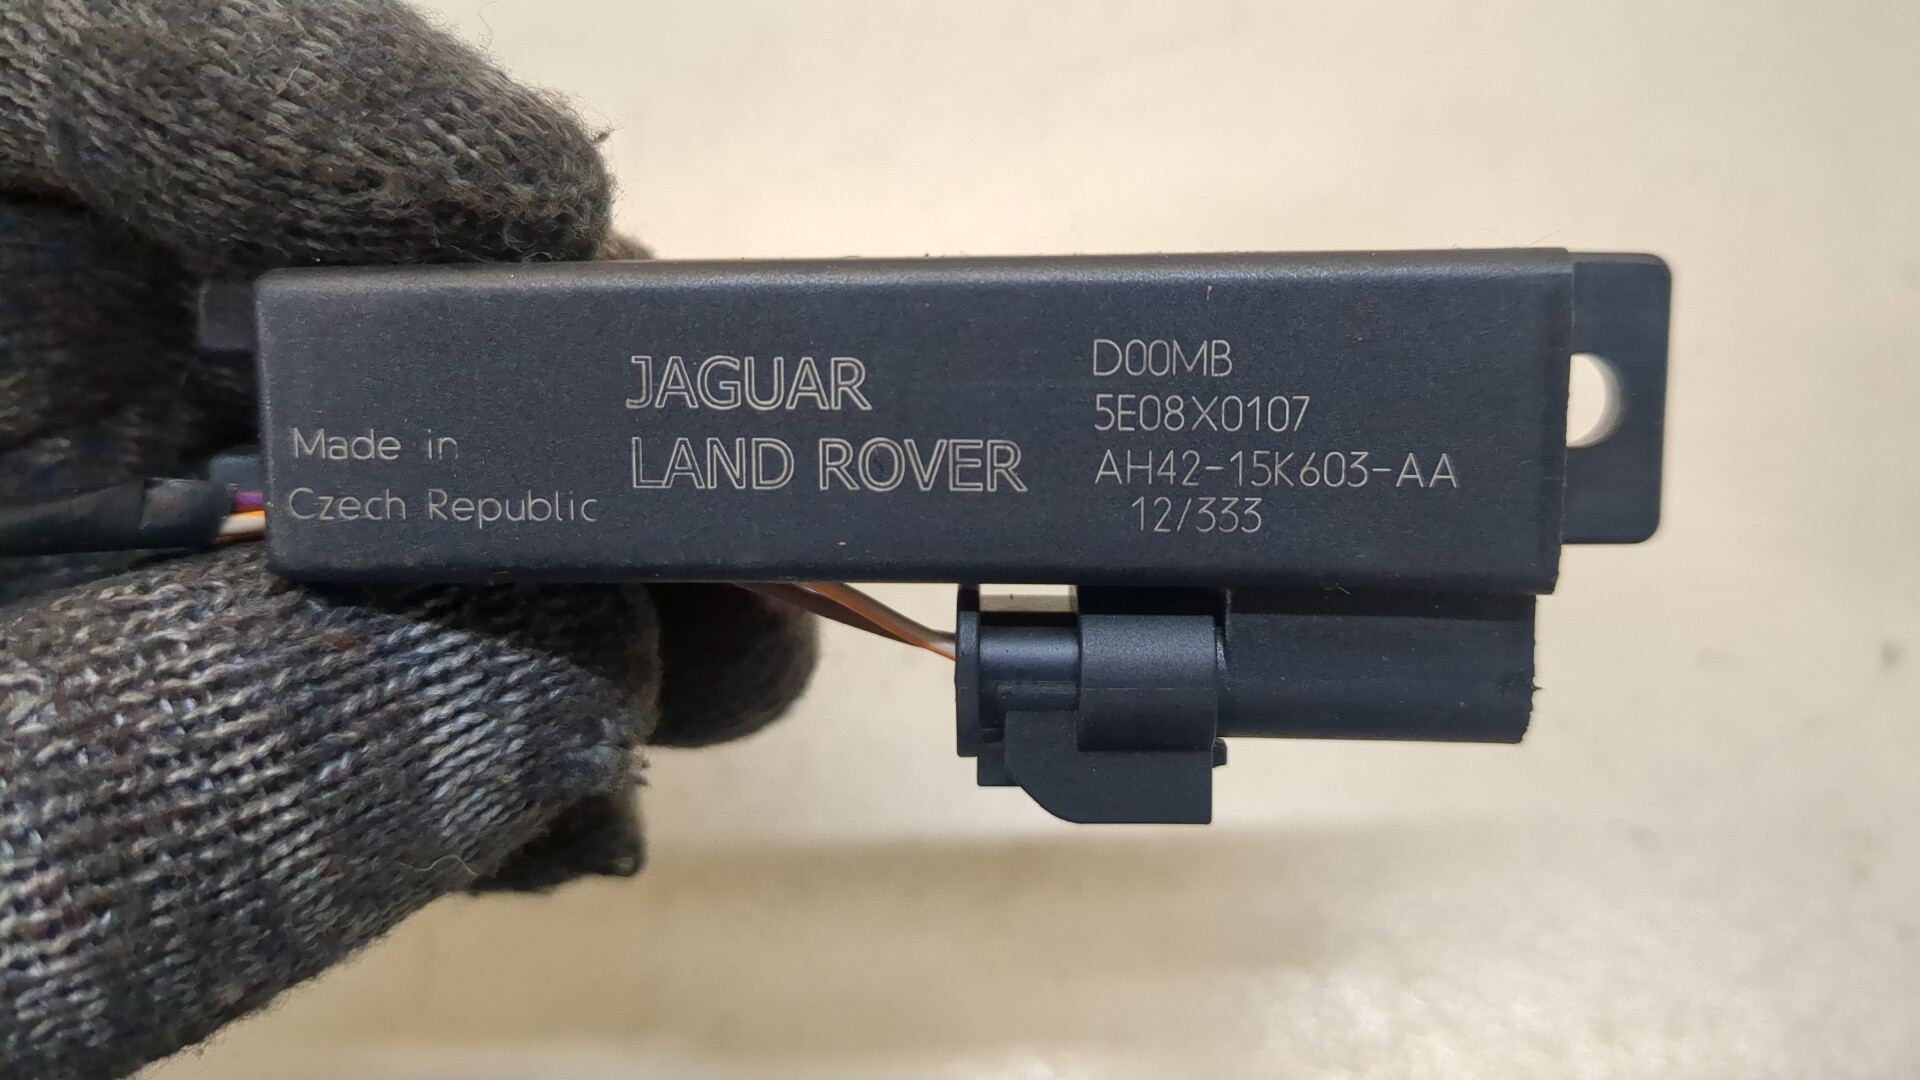 Made in
Czech Republic
JAGUAR
LAND ROVER
D00MB
5E08X0107
AH42-15K603-AA
12/333